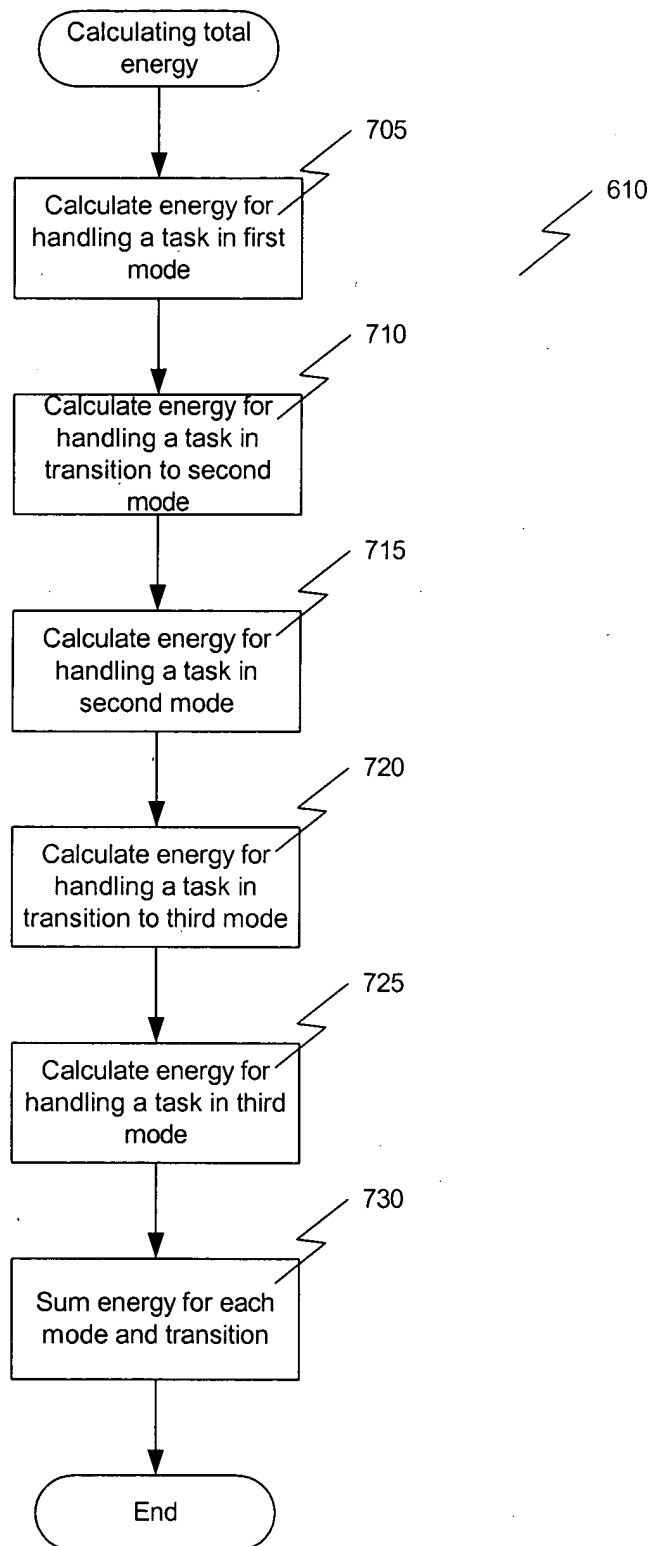 Calculating total
energy
705
610
Calculate energy for
handling a task in first
mode
710
Calculate energy for
handling a task in
transition to second
mode
715
Calculate energy for
handling a task in
second mode
720
Calculate energy for
handling a task in
transition to third mode
725
Calculate energy for
handling a task in third
mode
730
Sum energy for each
mode and transition
End